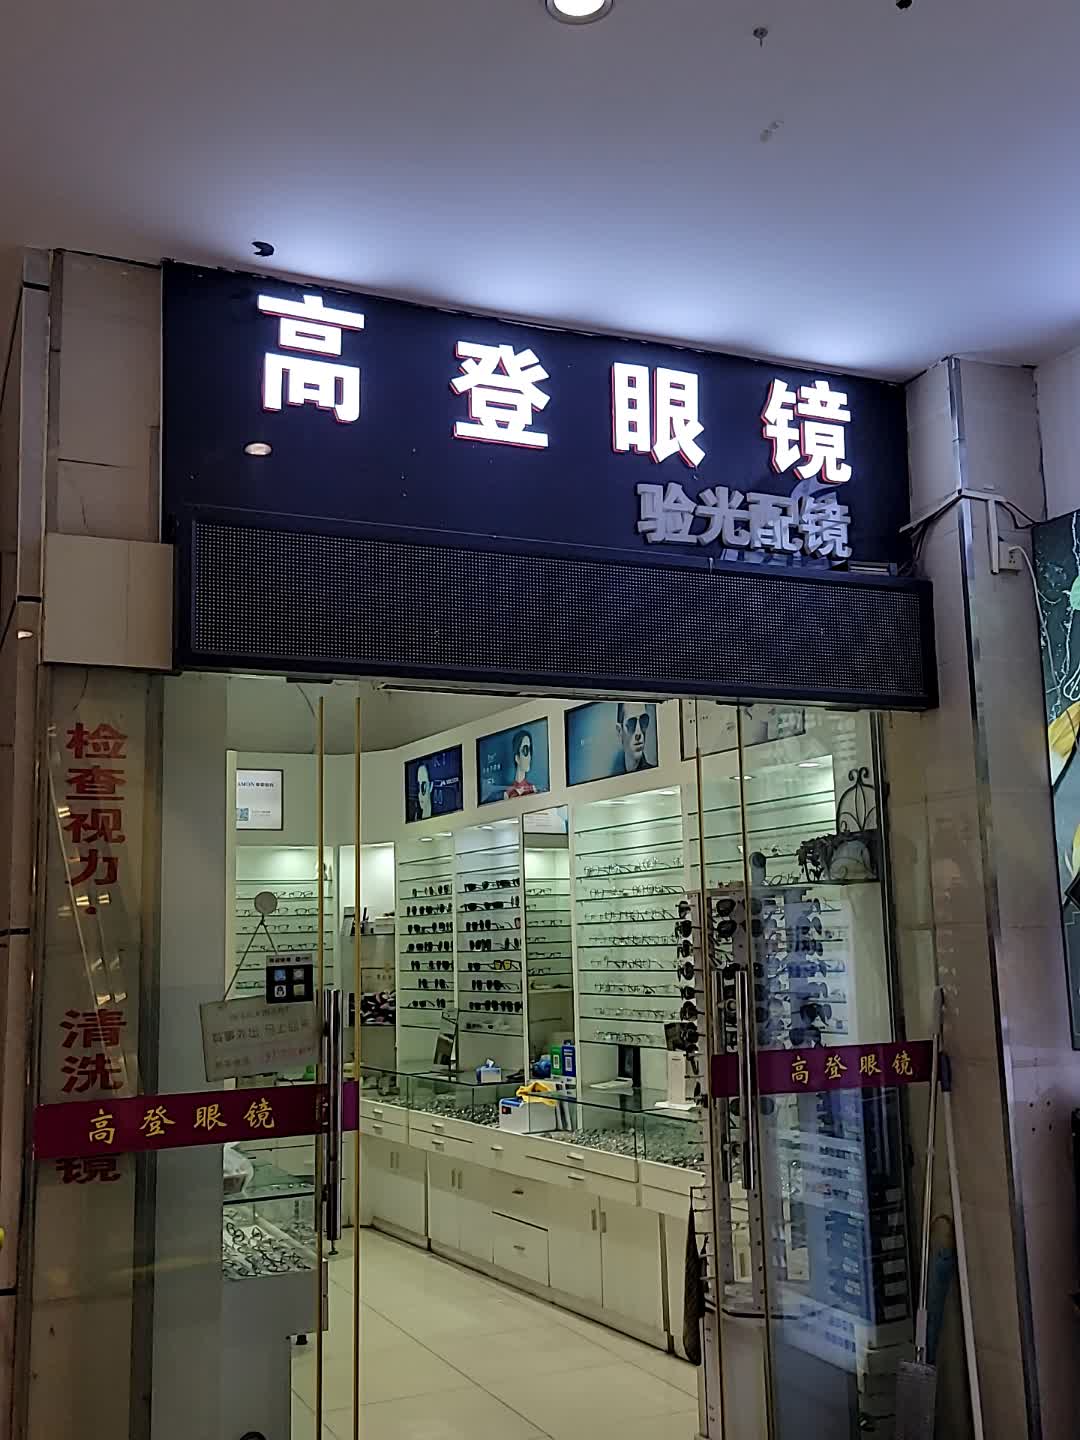 高登眼镜
验光配镜
检查视力·清洗
镜
高登眼镜
高登眼镜
有事外出 马上回来